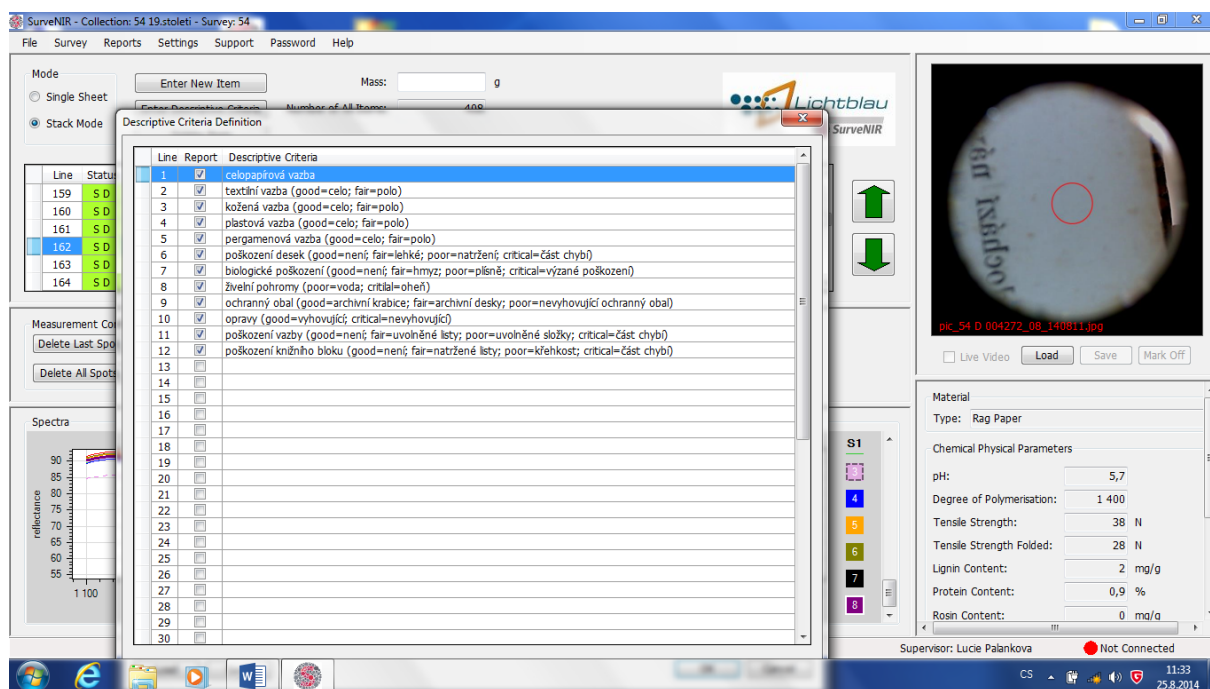 SurveNIR - Collection: 54 19.stoleti - Survey: 54
File Survey Reports Settings Support Password Help
Mode
Single Sheet
Stack Mode
Enter New Item
Mass: g
Enter Descriptive Criteria
Number of All Items: 498
Lichtblau
SurveNIR
Line Statu
159 S D
160 S D
161 S D
162 S D
163 S D
164 S D
Measurement Co
Delete Last Spo
Delete All Spots
Spectra
reflectance
90
85
80
75
70
65
60
55
1 100
Descriptive Criteria Definition
Line Report Descriptive Criteria
1 celopapírová vazba
2 textilní vazba (good=celo; fair=polo)
3 kožená vazba (good=celo; fair=polo)
4 plastová vazba (good=celo; fair=polo)
5 pergamenová vazba (good=celo; fair=polo)
6 poškození desek (good=není; fair=lehké; poor=natržení; critical=část chybí)
7 biologické poškození (good=není; fair=hmyz; poor=plísně; critical=výzané poškození)
8 živelní pohromy (poor=voda; critilal=oheň)
9 ochranný obal (good=archivní krabice; fair=archivní desky; poor=nevyhovující ochranný obal)
10 opravy (good=vyhovující; critical=nevyhovující)
11 poškození vazby (good=není; fair=uvolněné listy; poor=uvolněné složky; critical=část chybí)
12 poškození knižního bloku (good=není; fair=natržené listy; poor=křehkost; critical=část chybí)
13
14
15
16
17
18
19
20
21
22
23
24
25
26
27
28
29
30
S1
3
4
5
6
7
8
pic_54 D 004272_08_140811.jpg
Live Video Load Save Mark Off
Material
Type: Rag Paper
Chemical Physical Parameters
pH: 5,7
Degree of Polymerisation: 1 400
Tensile Strength: 38 N
Tensile Strength Folded: 28 N
Lignin Content: 2 mg/g
Protein Content: 0,9 %
Rosin Content: 0 mg/g
Supervisor: Lucie Palankova Not Connected
CS 11:33
25.8.2014